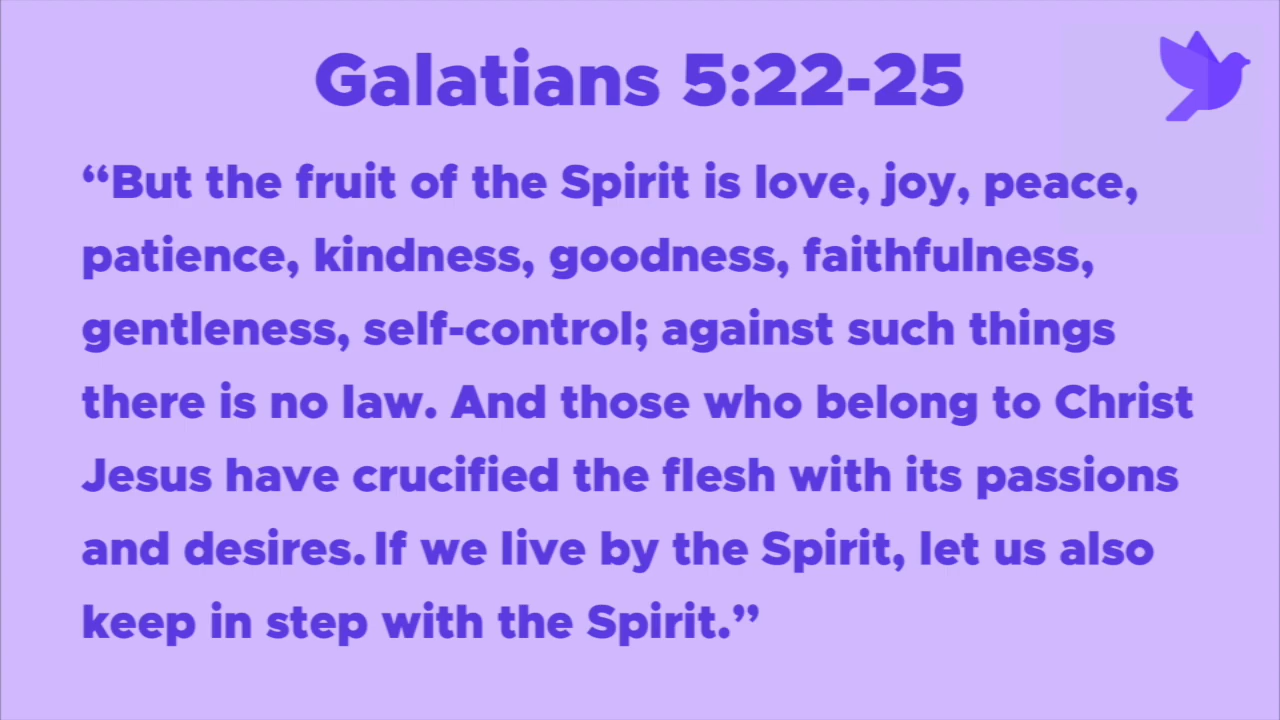 Galatians 5:22-25
“But the fruit of the Spirit is love, joy, peace,
patience, kindness, goodness, faithfulness,
gentleness, self-control; against such things
there is no law. And those who belong to Christ
Jesus have crucified the flesh with its passions
and desires. If we live by the Spirit, let us also
keep in step with the Spirit.”